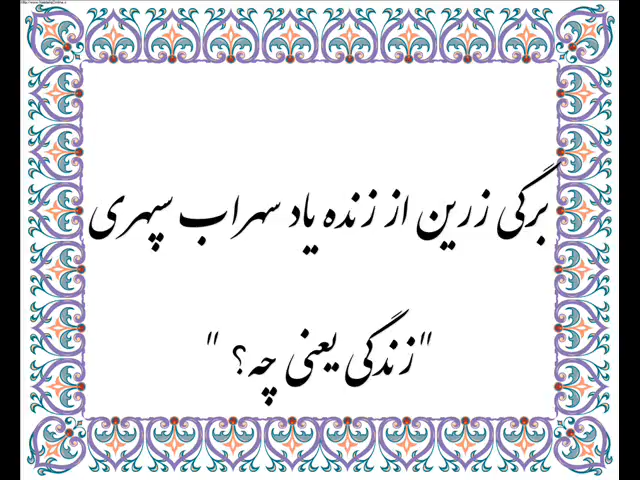 برگی زرین از زنده یاد سهراب سپهری
"زندگی یعنی چه؟ "